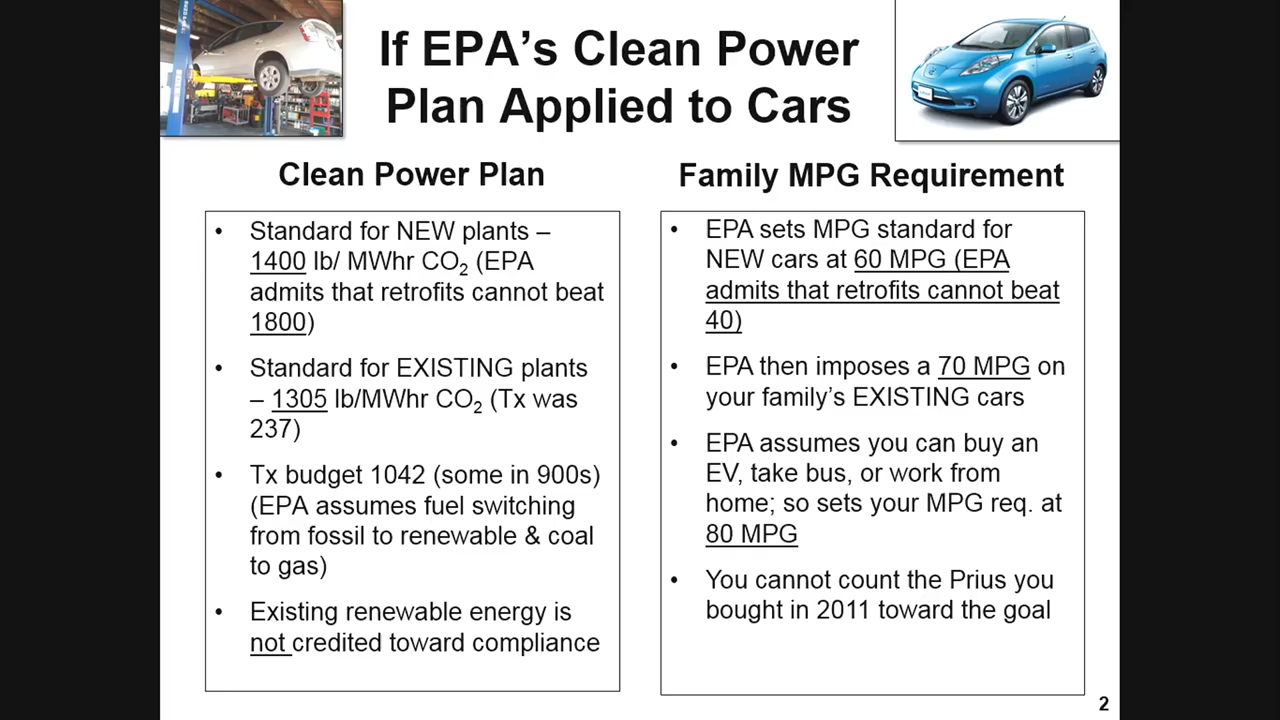 If EPA's Clean Power
Plan Applied to Cars
Clean Power Plan
• Standard for NEW plants –
1400 lb/ MWhr CO2 (EPA
admits that retrofits cannot beat
1800)
• Standard for EXISTING plants
– 1305 lb/MWhr CO2 (Tx was
237)
• Tx budget 1042 (some in 900s)
(EPA assumes fuel switching
from fossil to renewable & coal
to gas)
• Existing renewable energy is
not credited toward compliance
Family MPG Requirement
• EPA sets MPG standard for
NEW cars at 60 MPG (EPA
admits that retrofits cannot beat
40)
• EPA then imposes a 70 MPG on
your family's EXISTING cars
• EPA assumes you can buy an
EV, take bus, or work from
home; so sets your MPG req. at
80 MPG
• You cannot count the Prius you
bought in 2011 toward the goal
2